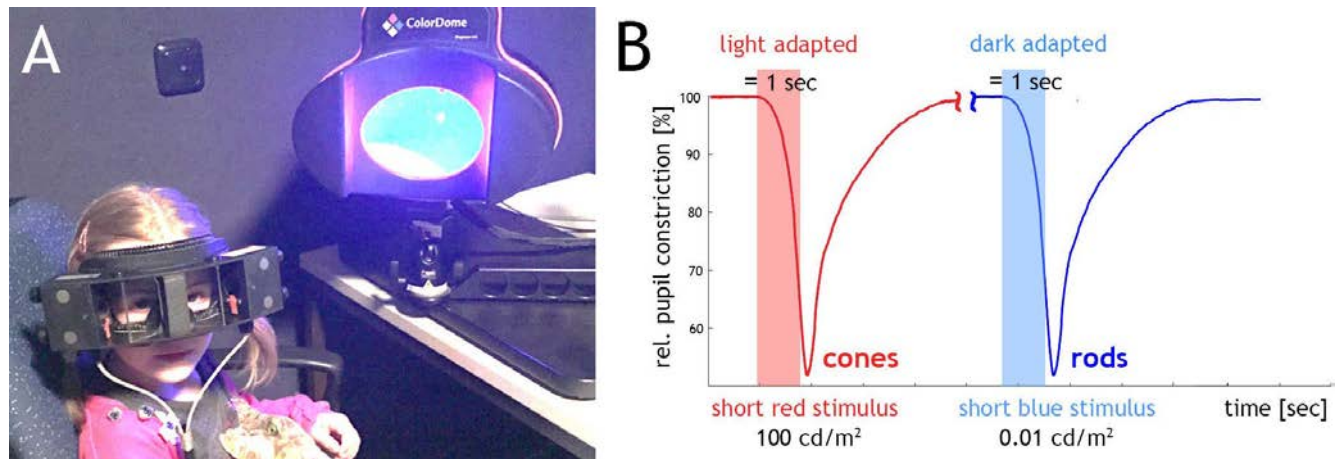 A
ColorDome
B
light adapted
dark adapted
= 1 sec
= 1 sec
rel. pupil constriction [%]
100
90
80
70
60
cones
rods
short red stimulus
short blue stimulus
time [sec]
100 cd/m²
0.01 cd/m²